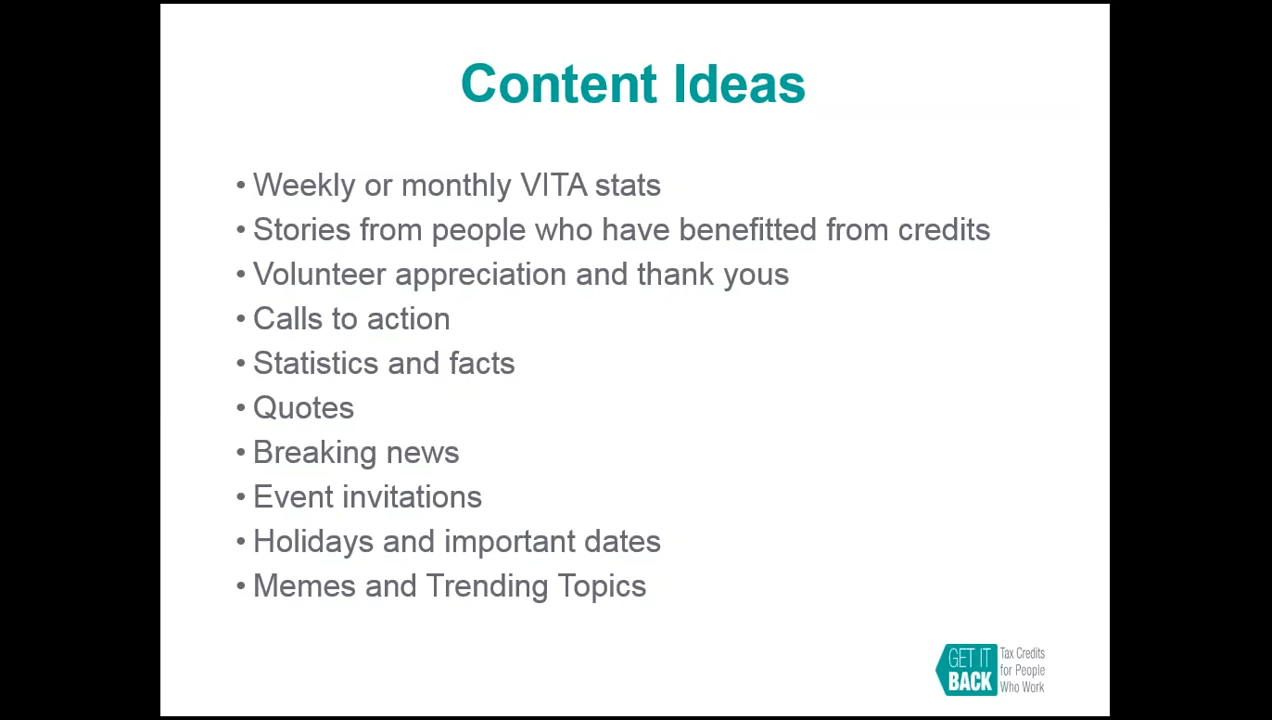 Content Ideas
• Weekly or monthly VITA stats
• Stories from people who have benefitted from credits
• Volunteer appreciation and thank yous
• Calls to action
• Statistics and facts
• Quotes
• Breaking news
• Event invitations
• Holidays and important dates
• Memes and Trending Topics
GET IT
BACK
Tax Credits
for People
Who Work